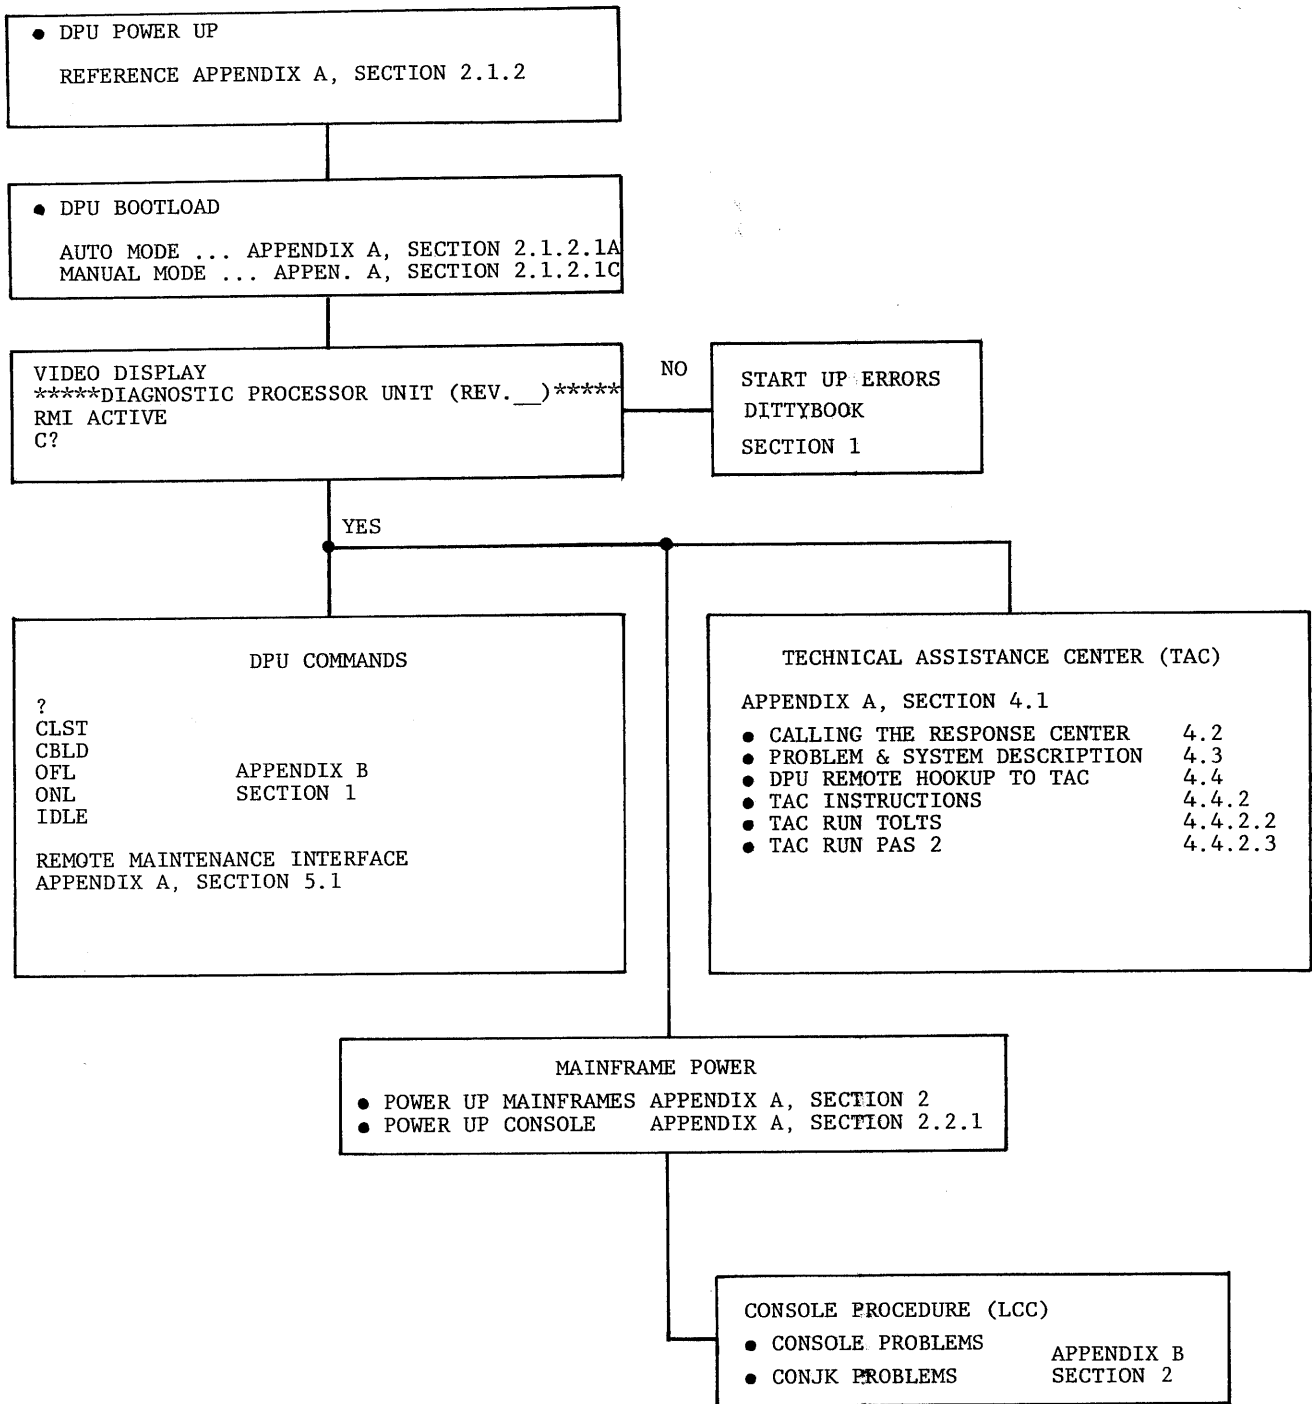 ● DPU POWER UP
REFERENCE APPENDIX A, SECTION 2.1.2
● DPU BOOTLOAD
AUTO MODE ... APPENDIX A, SECTION 2.1.2.1A
MANUAL MODE ... APPEN. A, SECTION 2.1.2.1C
VIDEO DISPLAY
*****DIAGNOSTIC PROCESSOR UNIT (REV.__)*****
RMI ACTIVE
C?
NO
START UP ERRORS
DITTYBOOK
SECTION 1
YES
DPU COMMANDS
?
CLST
CBLD
OFL APPENDIX B
ONL SECTION 1
IDLE
REMOTE MAINTENANCE INTERFACE
APPENDIX A, SECTION 5.1
TECHNICAL ASSISTANCE CENTER (TAC)
APPENDIX A, SECTION 4.1
● CALLING THE RESPONSE CENTER 4.2
● PROBLEM & SYSTEM DESCRIPTION 4.3
● DPU REMOTE HOOKUP TO TAC 4.4
● TAC INSTRUCTIONS 4.4.2
● TAC RUN TOLTS 4.4.2.2
● TAC RUN PAS 2 4.4.2.3
MAINFRAME POWER
● POWER UP MAINFRAMES APPENDIX A, SECTION 2
● POWER UP CONSOLE APPENDIX A, SECTION 2.2.1
CONSOLE PROCEDURE (LCC)
● CONSOLE PROBLEMS APPENDIX B
● CONJK PROBLEMS SECTION 2